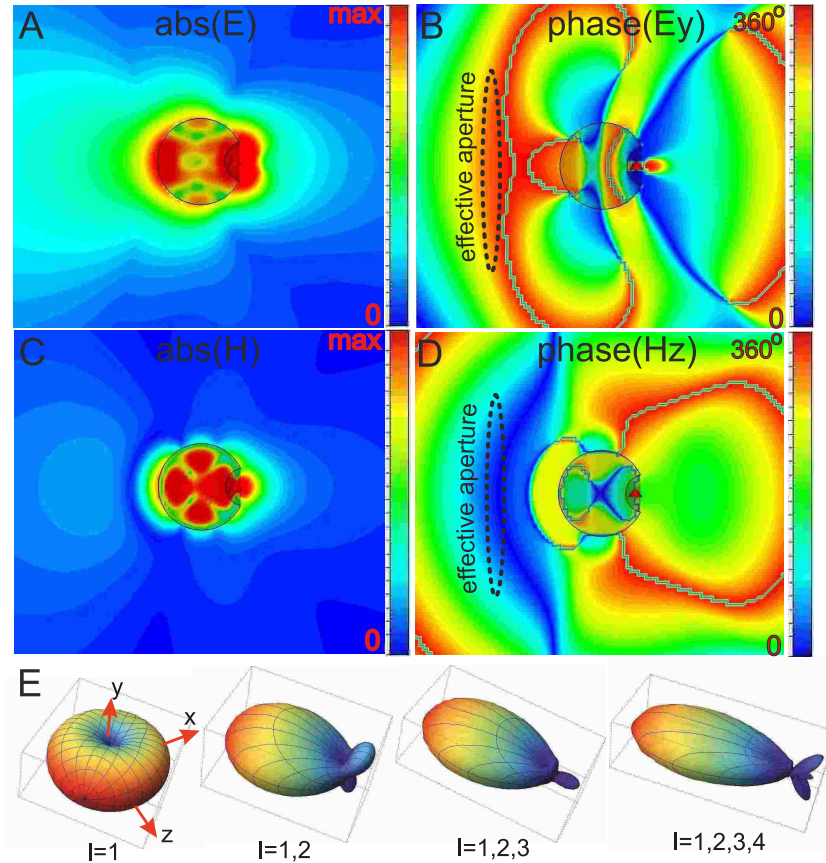 A
abs(E)
max
0
B
phase(Ey)
360°
effective aperture
0
C
abs(H)
max
0
D
phase(Hz)
360°
effective aperture
0
E
y
x
z
l=1
l=1,2
l=1,2,3
l=1,2,3,4